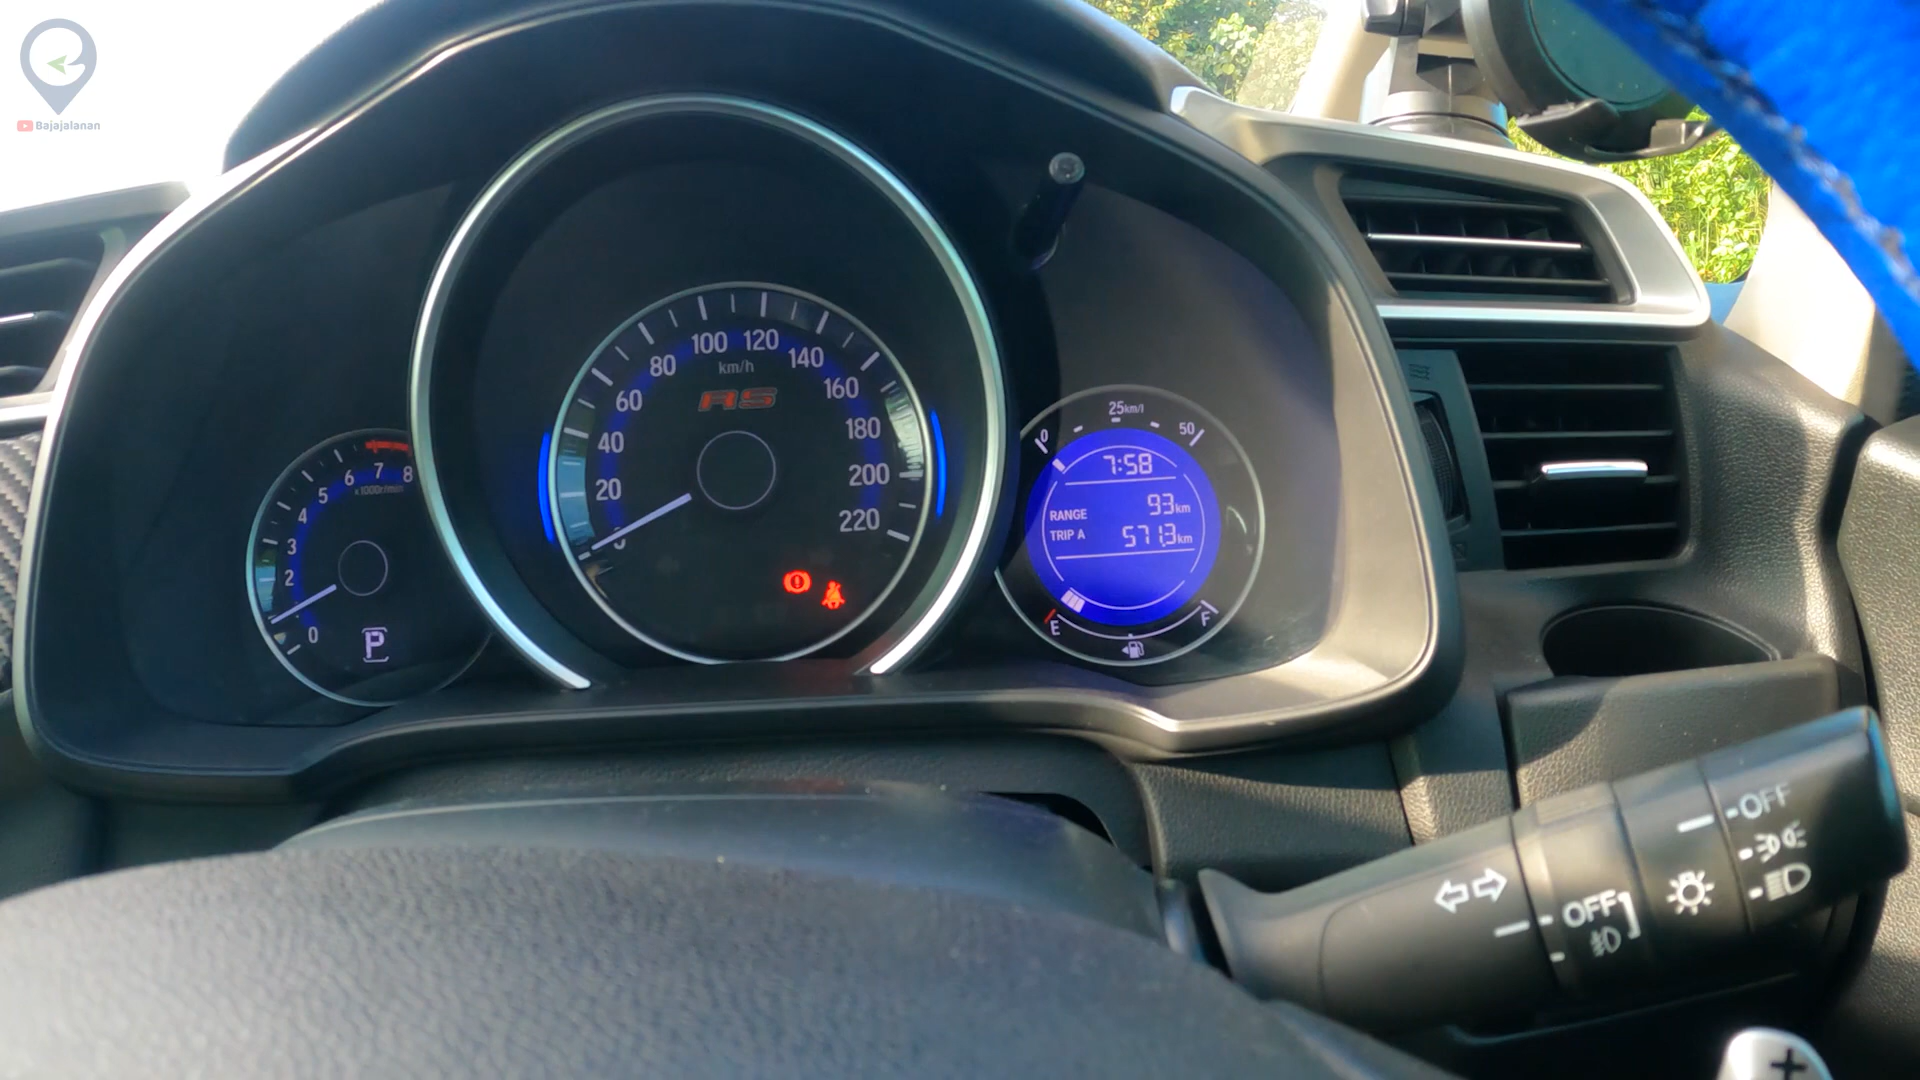 Bajajalanan
0
2
3
4
5
6
7
8
x1000r/min
P
20
40
60
80
100
120
140
160
180
200
220
km/h
RS
0
25km/l
50
7:58
RANGE 93km
TRIP A 571.3km
E
F
OFF
OFF
+